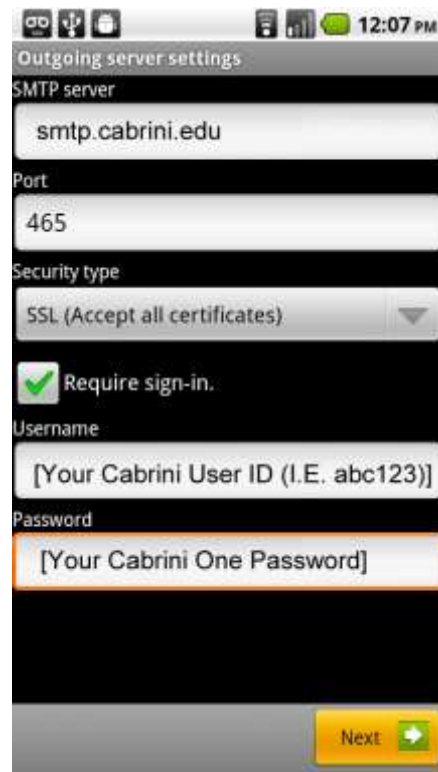 12:07 PM
Outgoing server settings
SMTP server
smtp.cabrini.edu
Port
465
Security type
SSL (Accept all certificates)
Require sign-in.
Username
[Your Cabrini User ID (I.E. abc123)]
Password
[Your Cabrini One Password]
Next